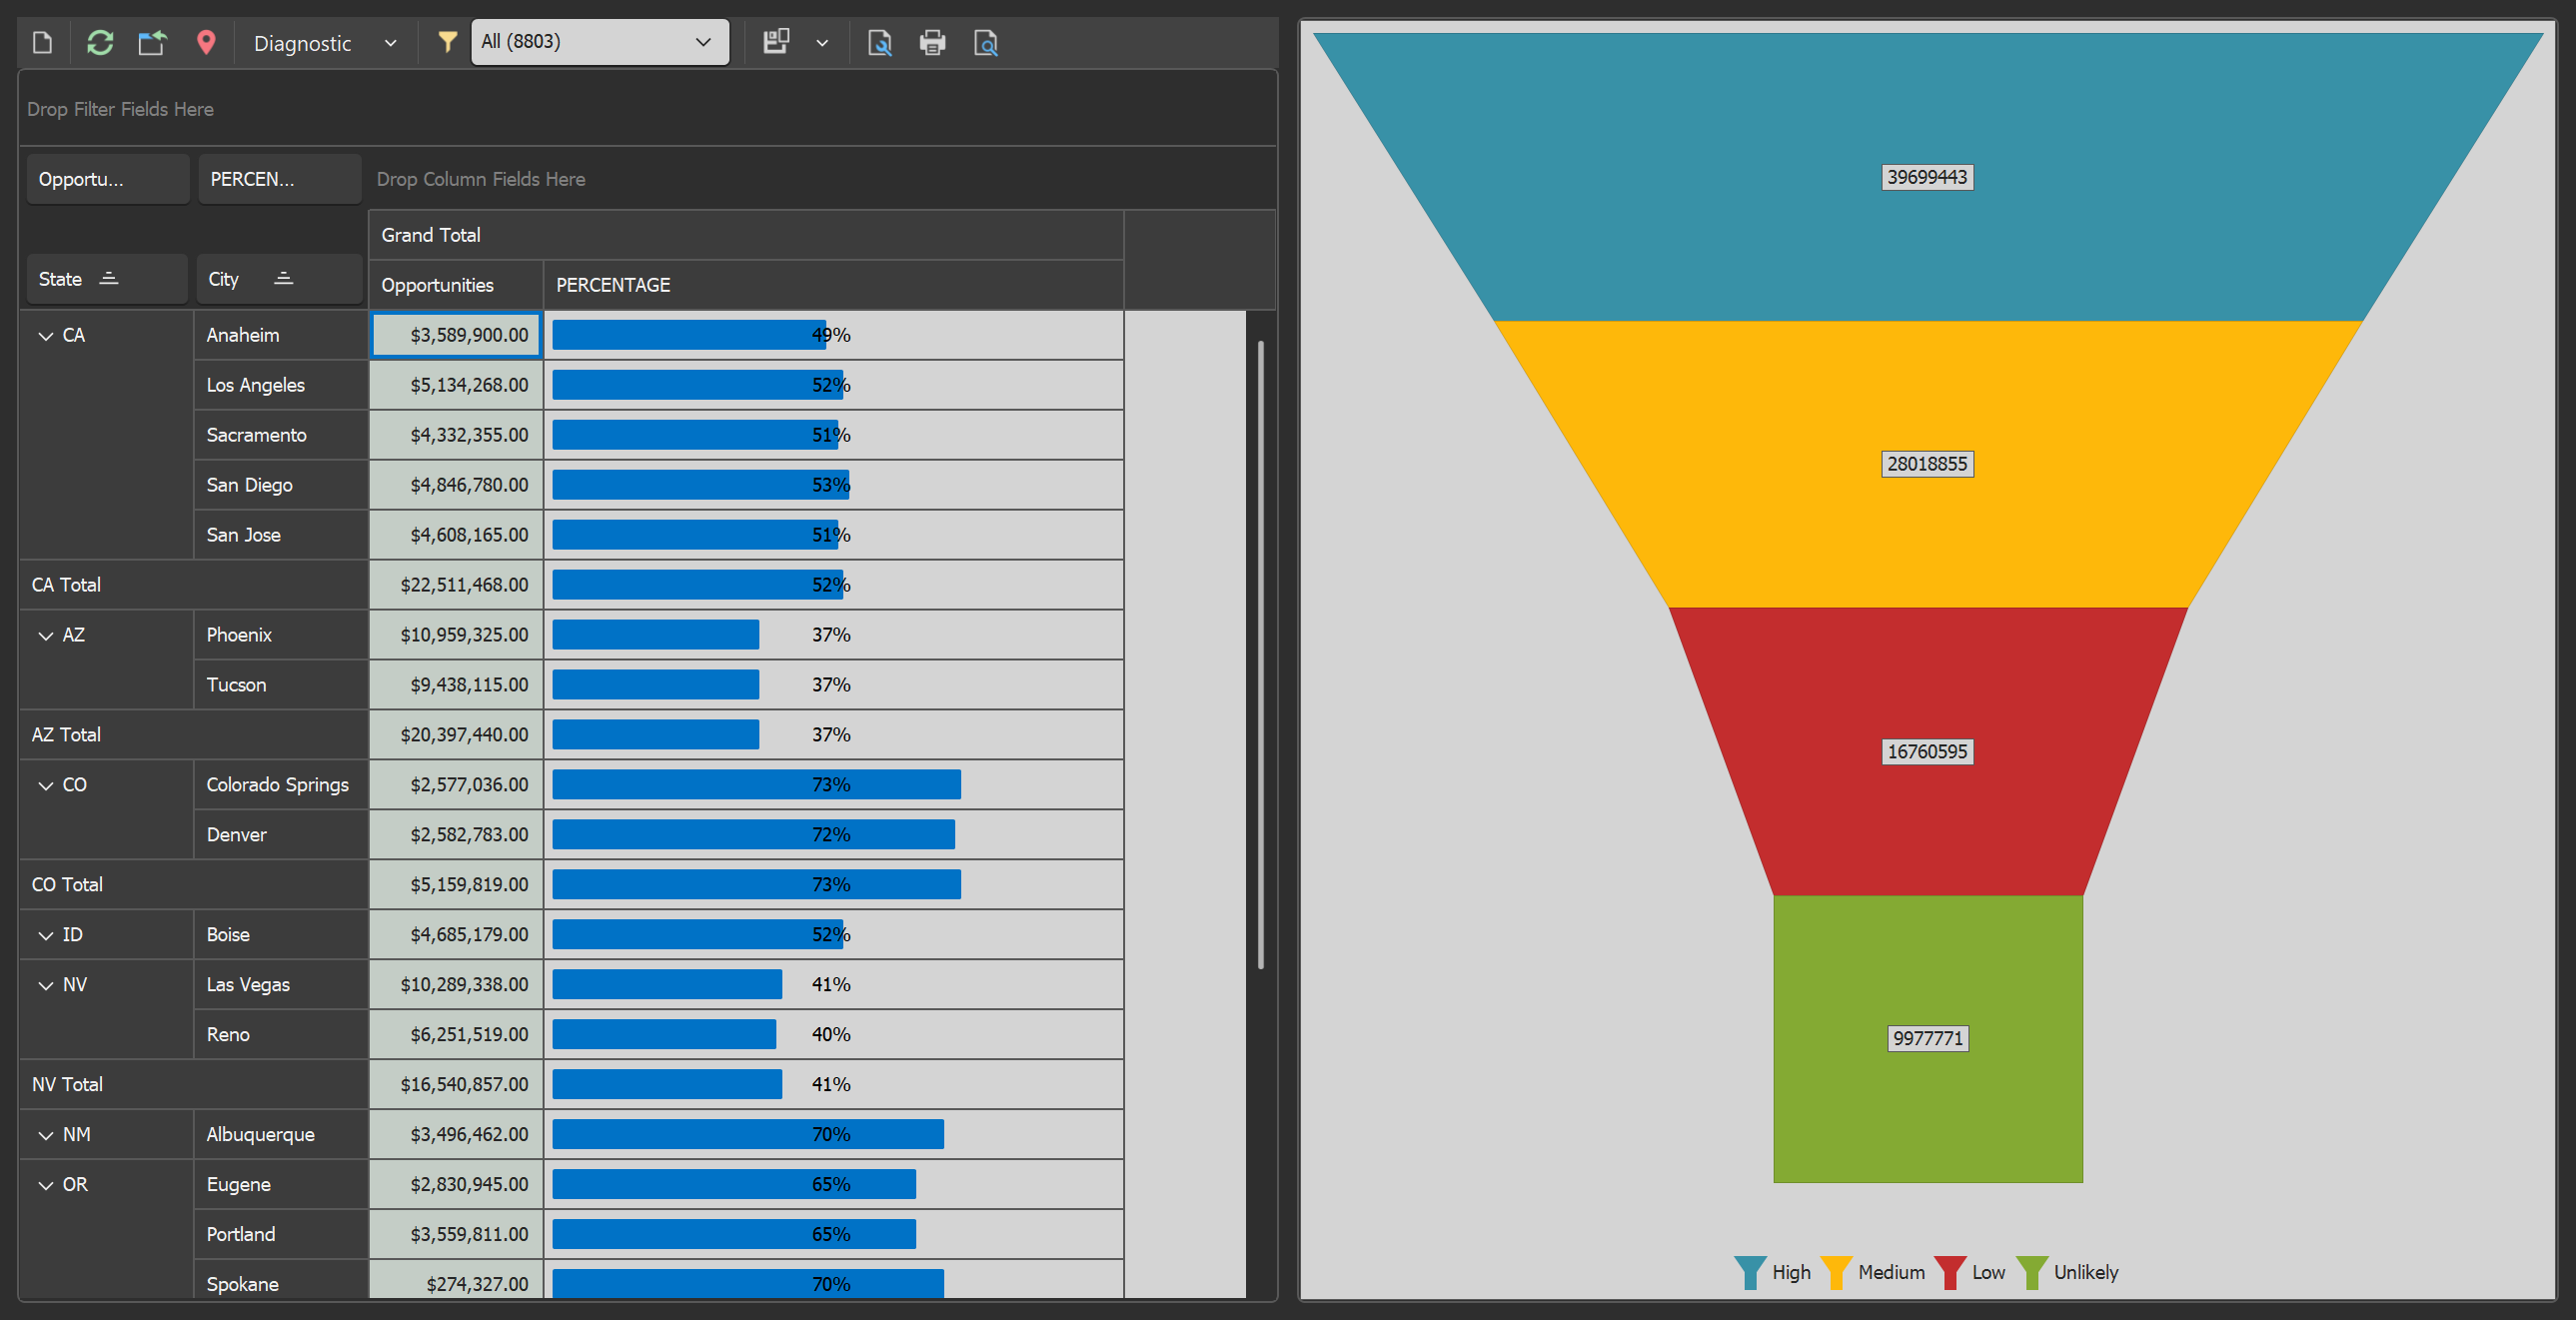 Diagnostic
All (8803)
Drop Filter Fields Here
Opportu... PERCEN... Drop Column Fields Here
Grand Total
State City Opportunities PERCENTAGE
CA Anaheim $3,589,900.00 49%
Los Angeles $5,134,268.00 52%
Sacramento $4,332,355.00 51%
San Diego $4,846,780.00 53%
San Jose $4,608,165.00 51%
CA Total $22,511,468.00 52%
AZ Phoenix $10,959,325.00 37%
Tucson $9,438,115.00 37%
AZ Total $20,397,440.00 37%
CO Colorado Springs $2,577,036.00 73%
Denver $2,582,783.00 72%
CO Total $5,159,819.00 73%
ID Boise $4,685,179.00 52%
NV Las Vegas $10,289,338.00 41%
Reno $6,251,519.00 40%
NV Total $16,540,857.00 41%
NM Albuquerque $3,496,462.00 70%
OR Eugene $2,830,945.00 65%
Portland $3,559,811.00 65%
Spokane $274,327.00 70%
39699443
28018855
16760595
9977771
High Medium Low Unlikely